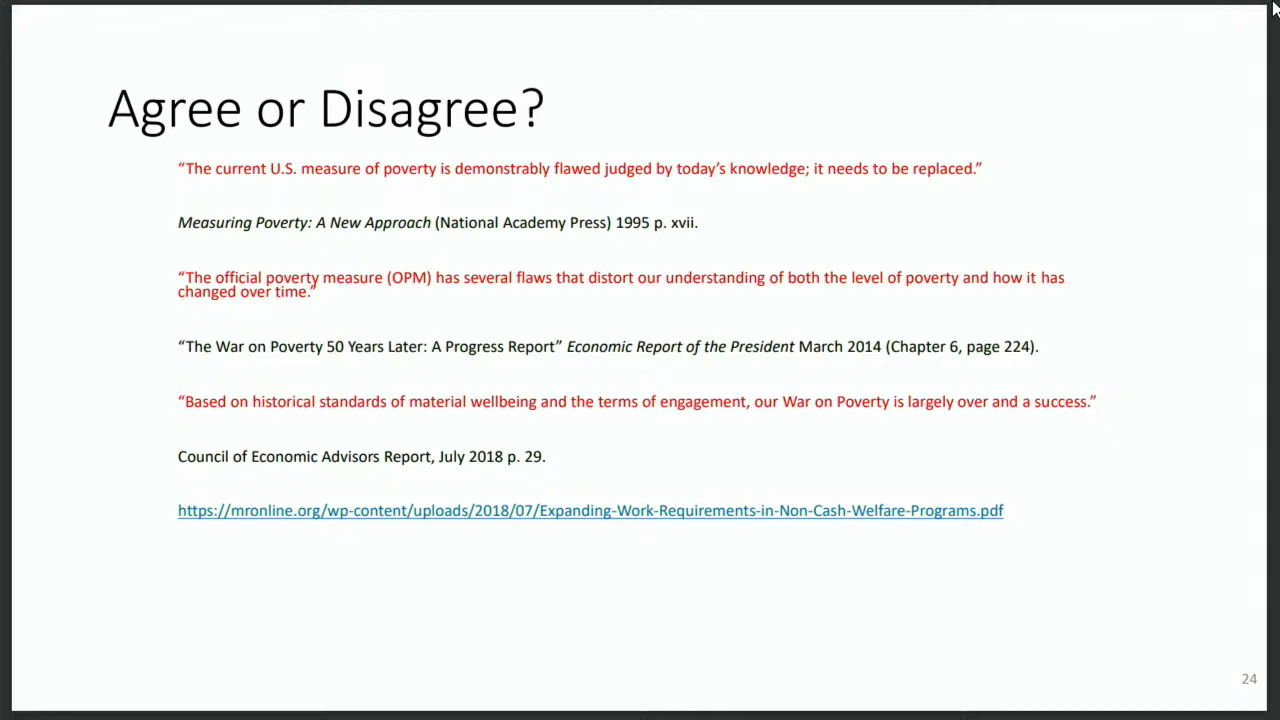 Agree or Disagree?
“The current U.S. measure of poverty is demonstrably flawed judged by today’s knowledge; it needs to be replaced.”
Measuring Poverty: A New Approach (National Academy Press) 1995 p. xvii.
“The official poverty measure (OPM) has several flaws that distort our understanding of both the level of poverty and how it has
changed over time.”
“The War on Poverty 50 Years Later: A Progress Report” Economic Report of the President March 2014 (Chapter 6, page 224).
“Based on historical standards of material wellbeing and the terms of engagement, our War on Poverty is largely over and a success.”
Council of Economic Advisors Report, July 2018 p. 29.
https://mronline.org/wp-content/uploads/2018/07/Expanding-Work-Requirements-in-Non-Cash-Welfare-Programs.pdf
24